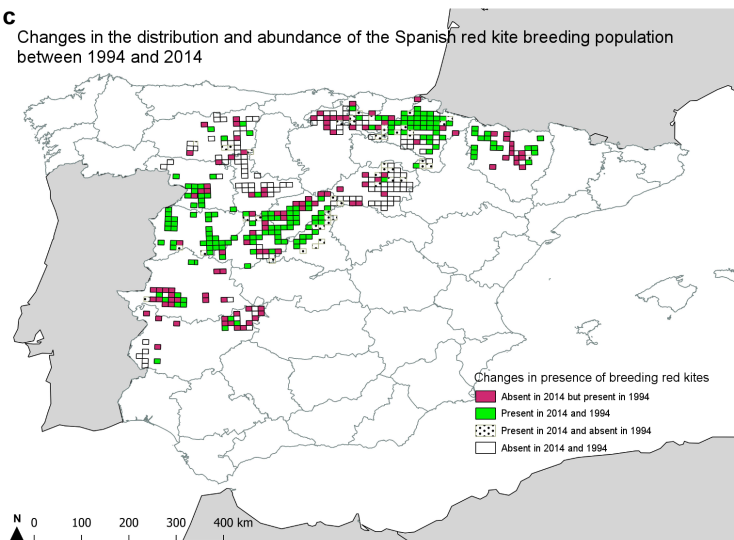 C
Changes in the distribution and abundance of the Spanish red kite breeding population
between 1994 and 2014
Changes in presence of breeding red kites
Absent in 2014 but present in 1994
Present in 2014 and 1994
Present in 2014 and absent in 1994
Absent in 2014 and 1994
N
0 100 200 300 400 km